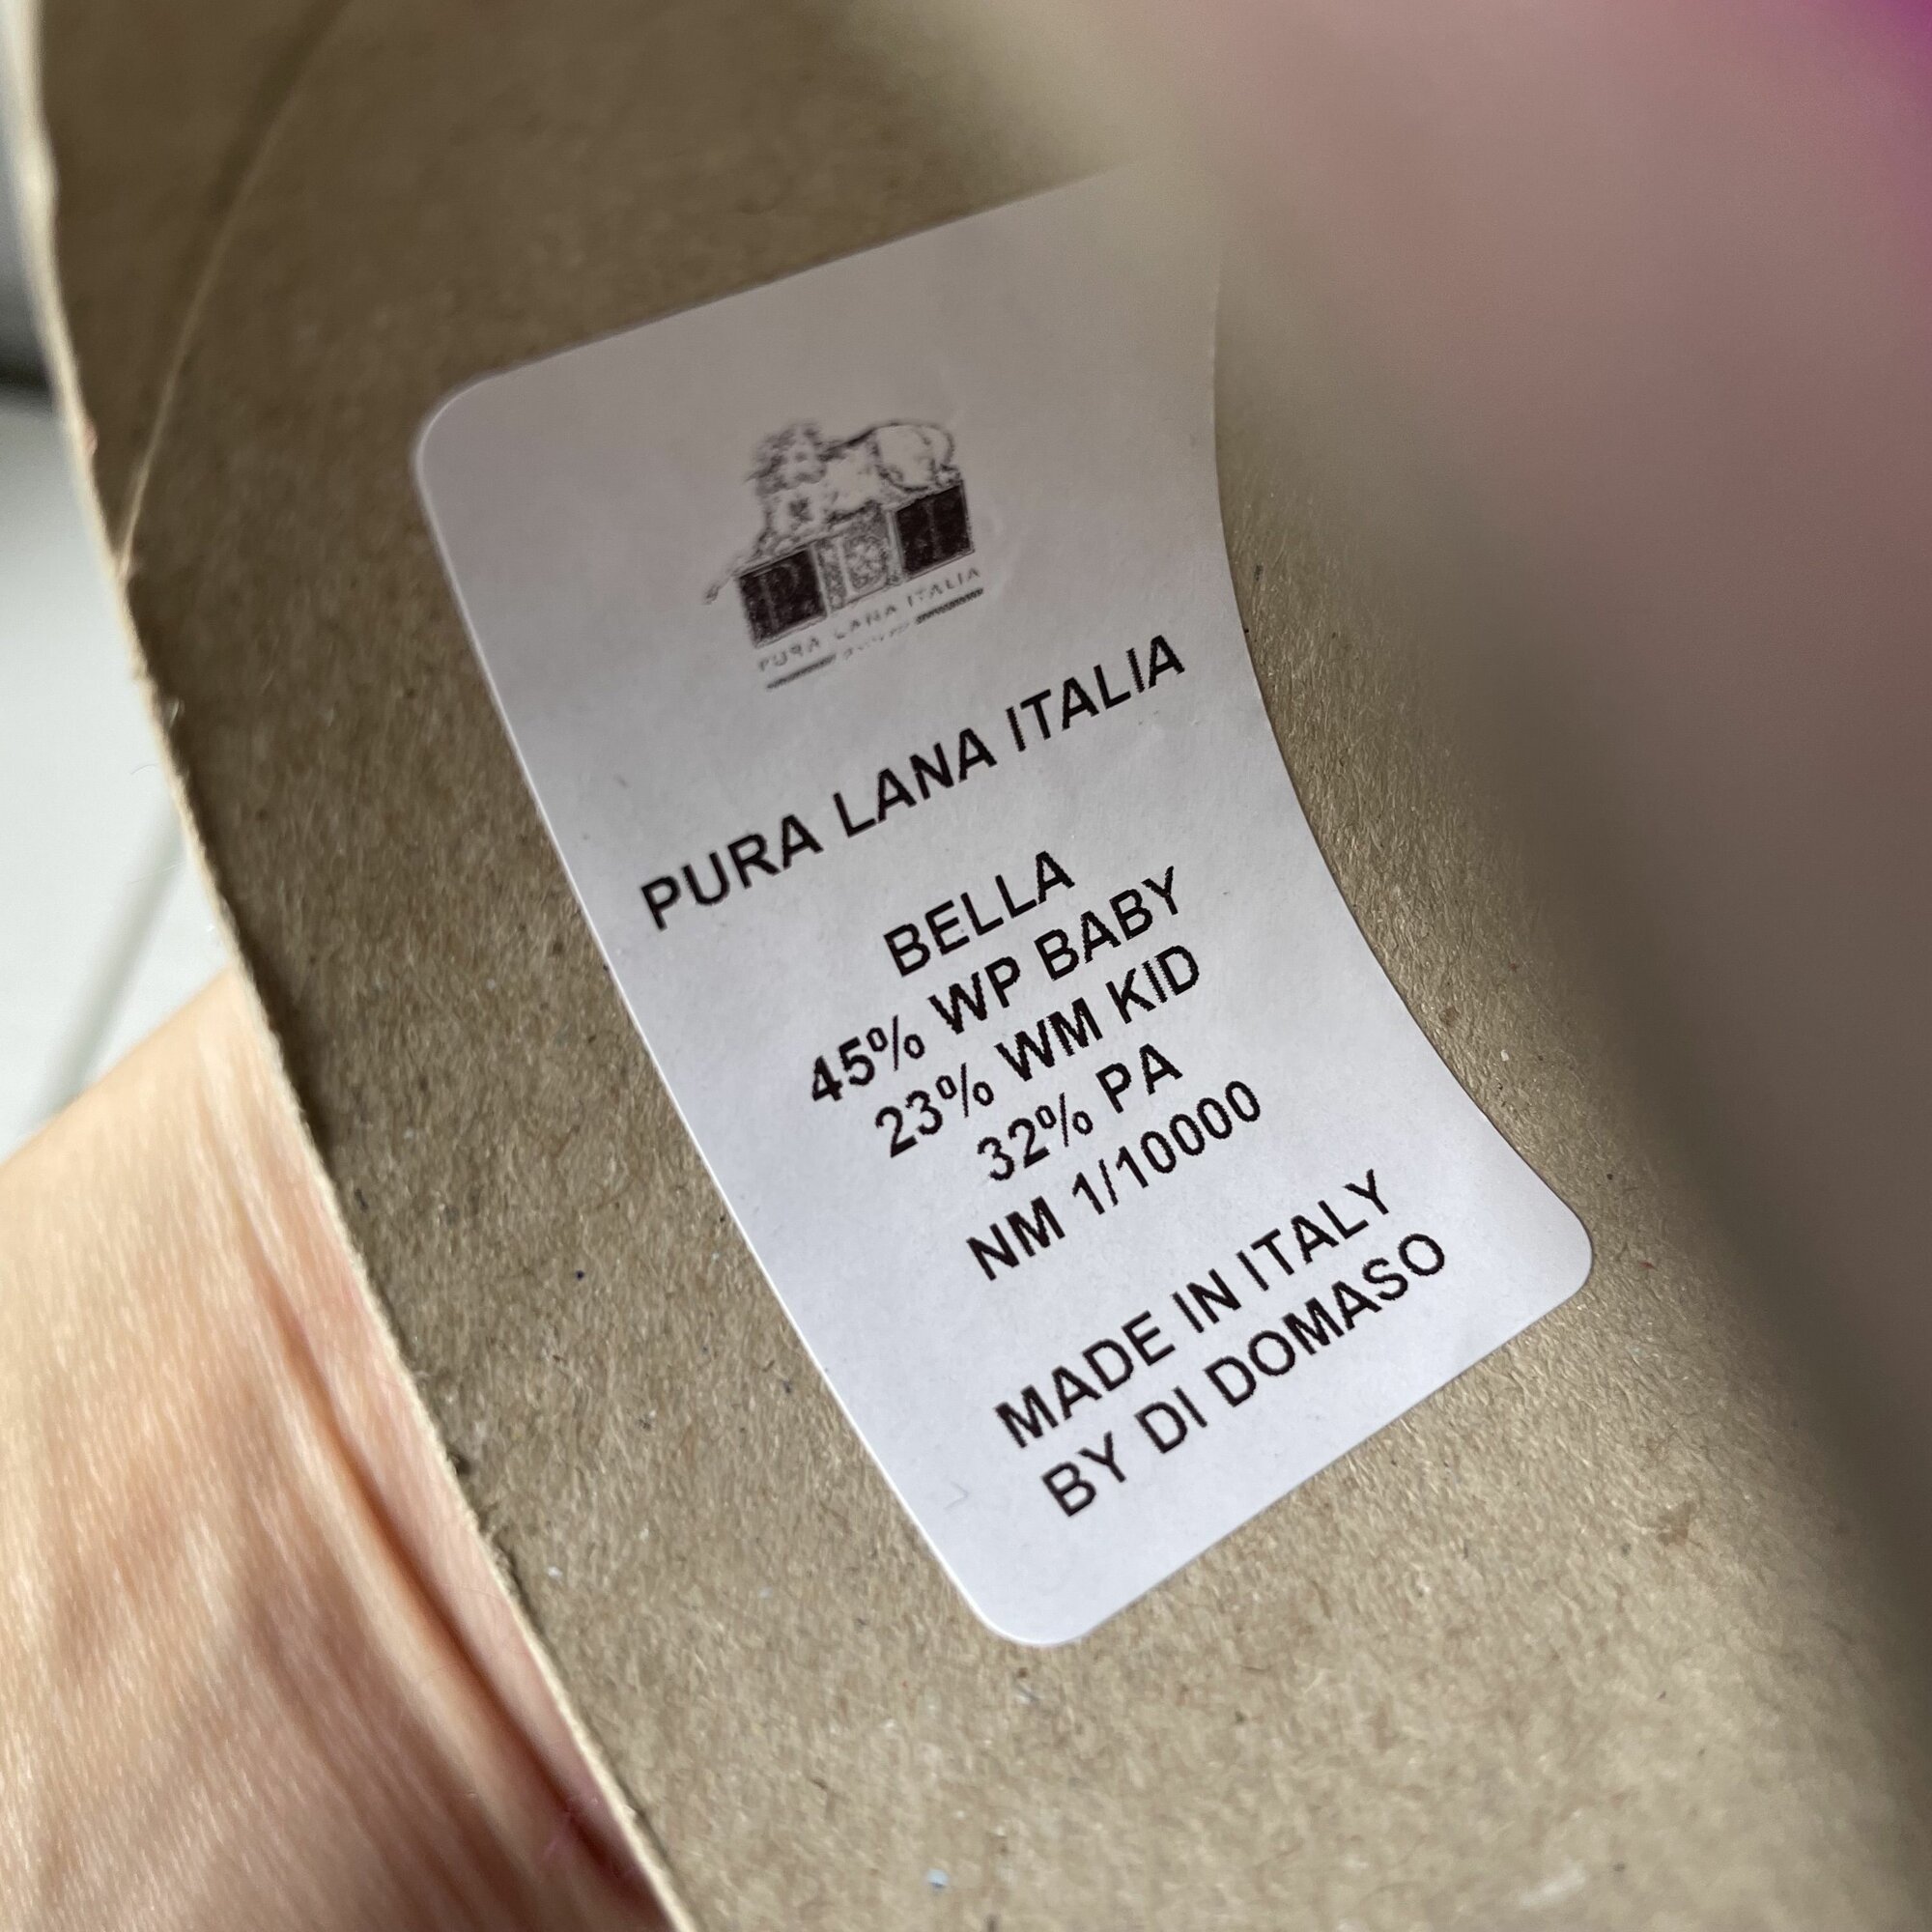 PURA LANA ITALIA
PURA LANA ITALIA
BELLA
45% WP BABY
23% WM KID
32% PA
NM 1/10000
MADE IN ITALY
BY DI DOMASO